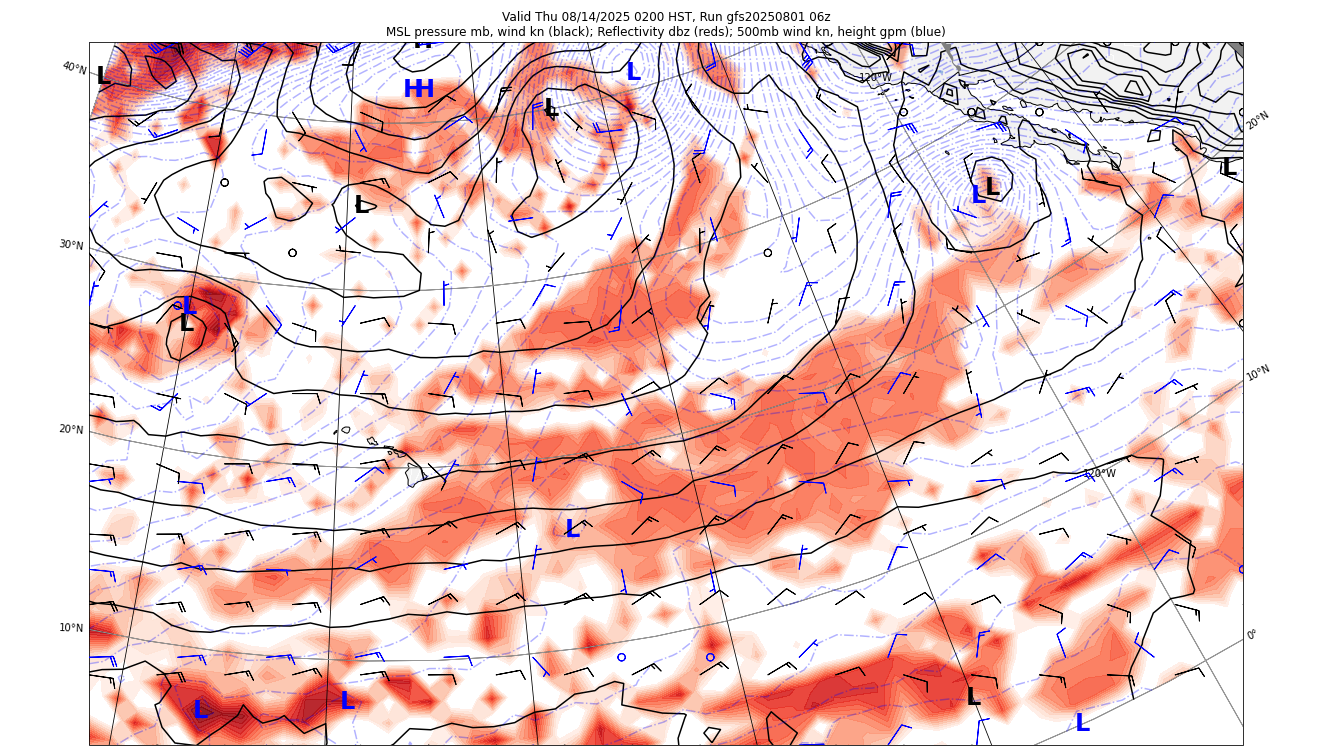 Valid Thu 08/14/2025 0200 HST, Run gfs20250801 06z
MSL pressure mb, wind kn (black); Reflectivity dbz (reds); 500mb wind kn, height gpm (blue)
H
40°N
L
HH
L
120°W
L
20°N
L
L
L
L
30°N
L
L
10°N
20°N
120°W
L
10°N
0°
L
L
L
L